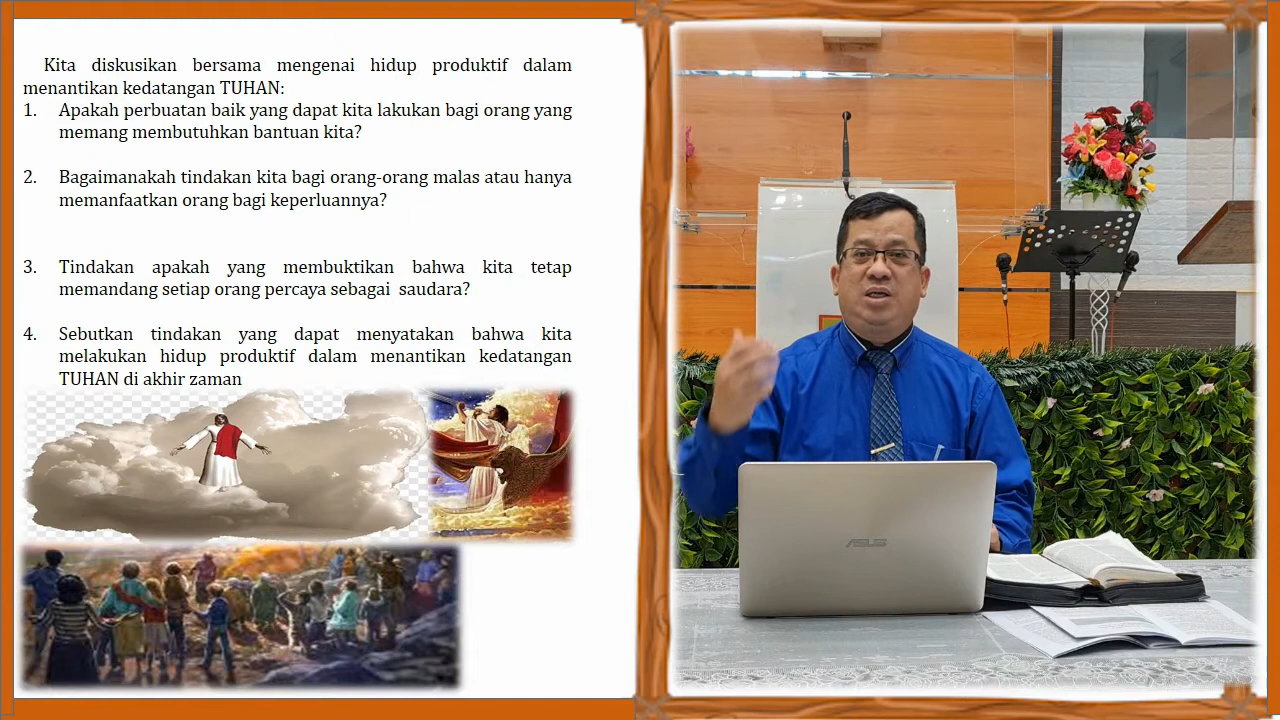 Kita diskusikan bersama mengenai hidup produktif dalam
menantikan kedatangan TUHAN:
1. Apakah perbuatan baik yang dapat kita lakukan bagi orang yang
memang membutuhkan bantuan kita?
2. Bagaimanakah tindakan kita bagi orang-orang malas atau hanya
memanfaatkan orang bagi keperluannya?
3. Tindakan apakah yang membuktikan bahwa kita tetap
memandang setiap orang percaya sebagai saudara?
4. Sebutkan tindakan yang dapat menyatakan bahwa kita
melakukan hidup produktif dalam menantikan kedatangan
TUHAN di akhir zaman
ASUS